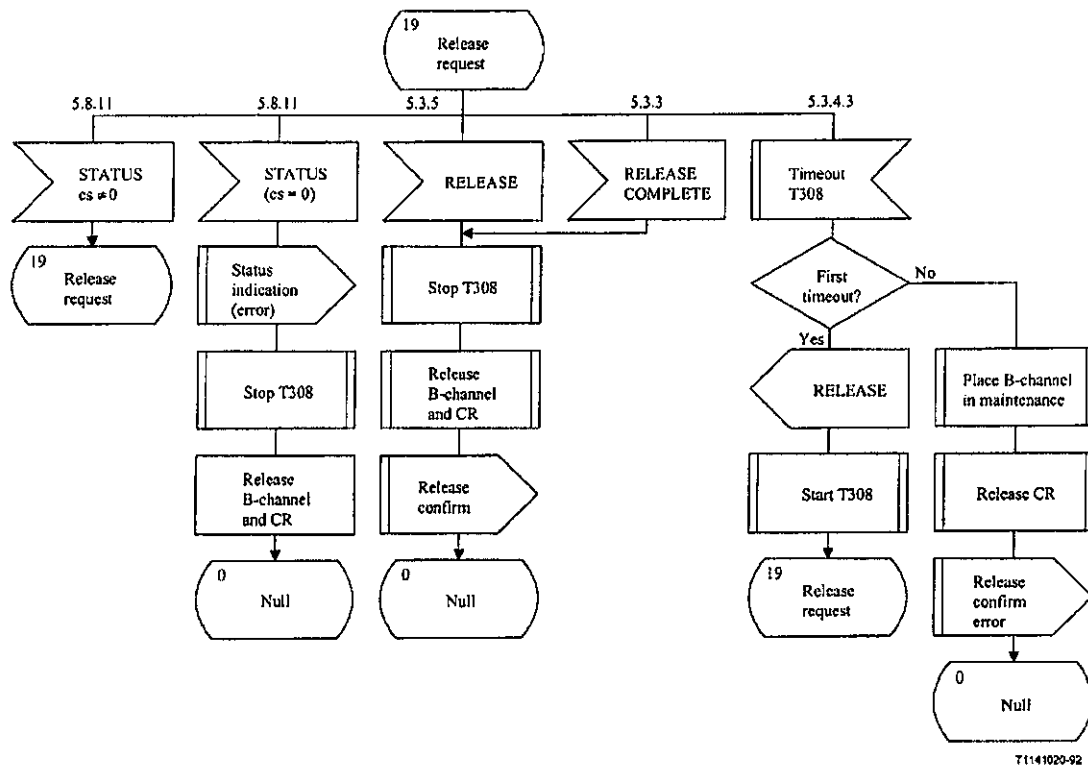 19
Release
request
5.8.11
5.8.11
5.3.5
5.3.3
5.3.4.3
STATUS
cs ≠ 0
STATUS
(cs = 0)
RELEASE
RELEASE
COMPLETE
Timeout
T308
19
Release
request
Status
indication
(error)
Stop T308
First
timeout?
No
Yes
Stop T308
Release
B-channel
and CR
RELEASE
Place B-channel
in maintenance
Release
B-channel
and CR
Release
confirm
Start T308
Release CR
0
Null
0
Null
19
Release
request
Release
confirm
error
0
Null
T1141020-92